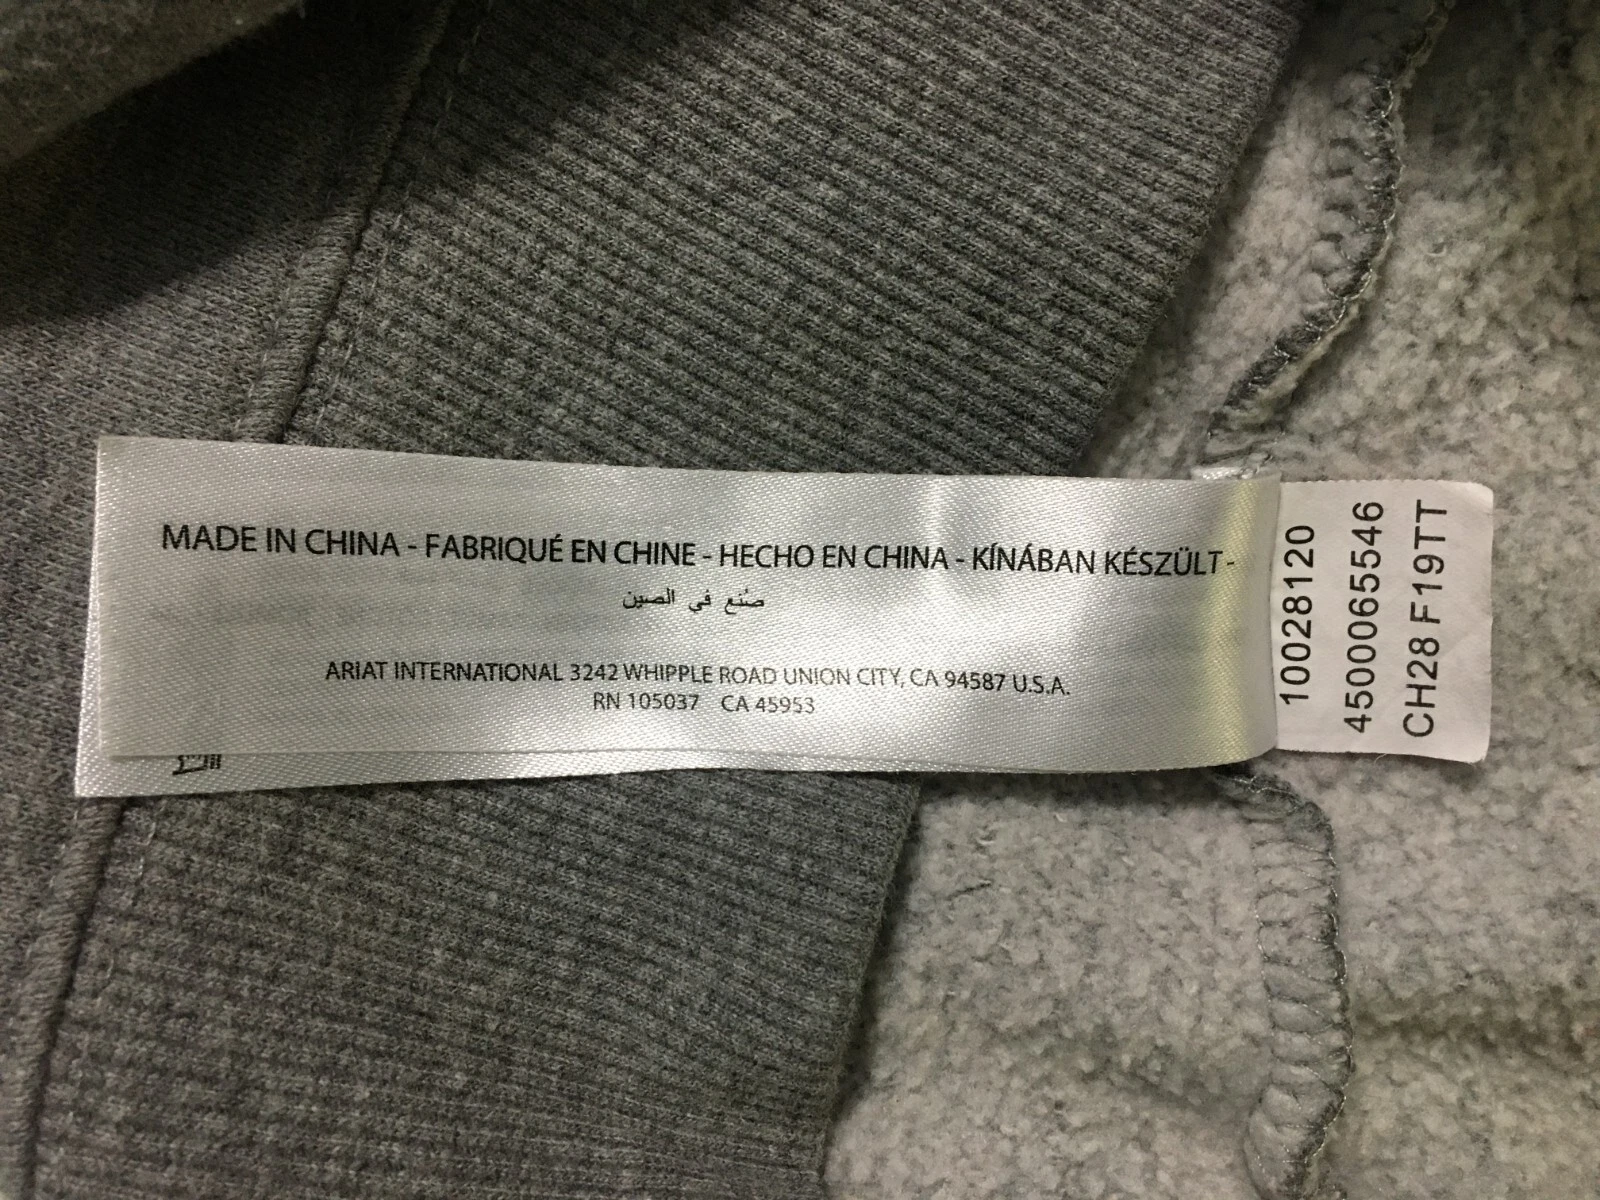 MADE IN CHINA - FABRIQUÉ EN CHINE - HECHO EN CHINA - KÍNÁBAN KÉSZÜLT -
صُنع في الصين
ARIAT INTERNATIONAL 3242 WHIPPLE ROAD UNION CITY, CA 94587 U.S.A.
RN 105037 CA 45953
10028120
4500065546
CH28 F19TT